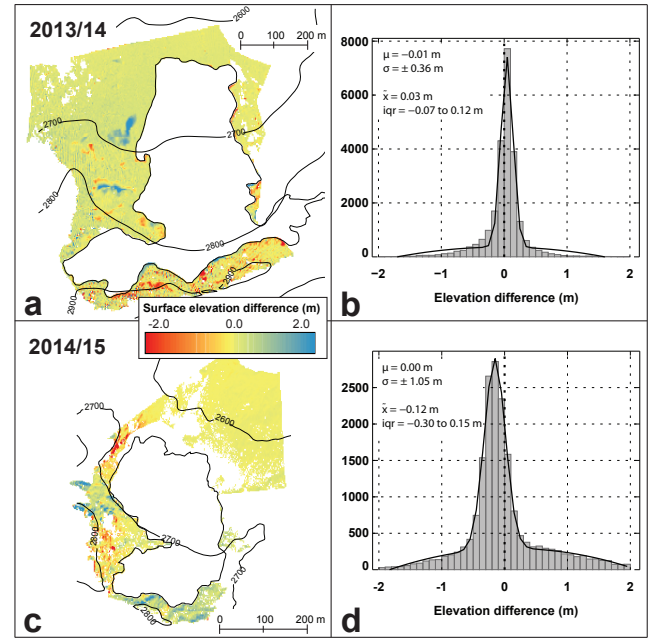 2013/14
2600
0 100 200 m
2700
2700
2800
2800
2900
2900
a
8000
6000
4000
2000
0
μ = −0.01 m
σ = ± 0.36 m
x̃ = 0.03 m
iqr = −0.07 to 0.12 m
−2 −1 0 1 2
Elevation difference (m)
b
Surface elevation difference (m)
-2.0 0.0 2.0
2014/15
2700
2600
2800
2700
2700
2800
0 100 200 m
c
2500
2000
1500
1000
500
0
μ = 0.00 m
σ = ± 1.05 m
x̃ = −0.12 m
iqr = −0.30 to 0.15 m
−2 −1 0 1 2
Elevation difference (m)
d